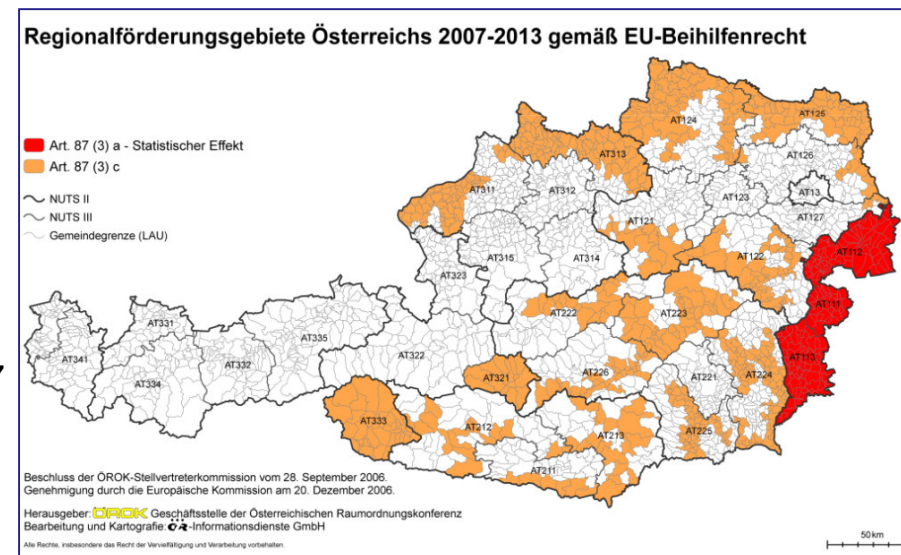 Regionalförderungsgebiete Österreichs 2007-2013 gemäß EU-Beihilfenrecht
Art. 87 (3) a - Statistischer Effekt
Art. 87 (3) c
NUTS II
NUTS III
Gemeindegrenze (LAU)
AT124
AT125
AT313
AT126
AT311
AT312
AT13
AT123
AT121
AT127
AT112
AT122
AT315
AT314
AT323
AT111
AT222
AT223
AT331
AT335
AT341
AT322
AT113
AT332
AT334
AT321
AT226
AT221
AT224
AT333
AT212
AT213
AT225
AT211
Beschluss der ÖROK-Stellvertreterkommission vom 28. September 2006.
Genehmigung durch die Europäische Kommission am 20. Dezember 2006.
Herausgeber: ÖROK Geschäftsstelle der Österreichischen Raumordnungskonferenz
Bearbeitung und Kartografie: ÖIR-Informationsdienste GmbH
Alle Rechte, insbesondere das Recht der Vervielfältigung und Verarbeitung vorbehalten.
50 km